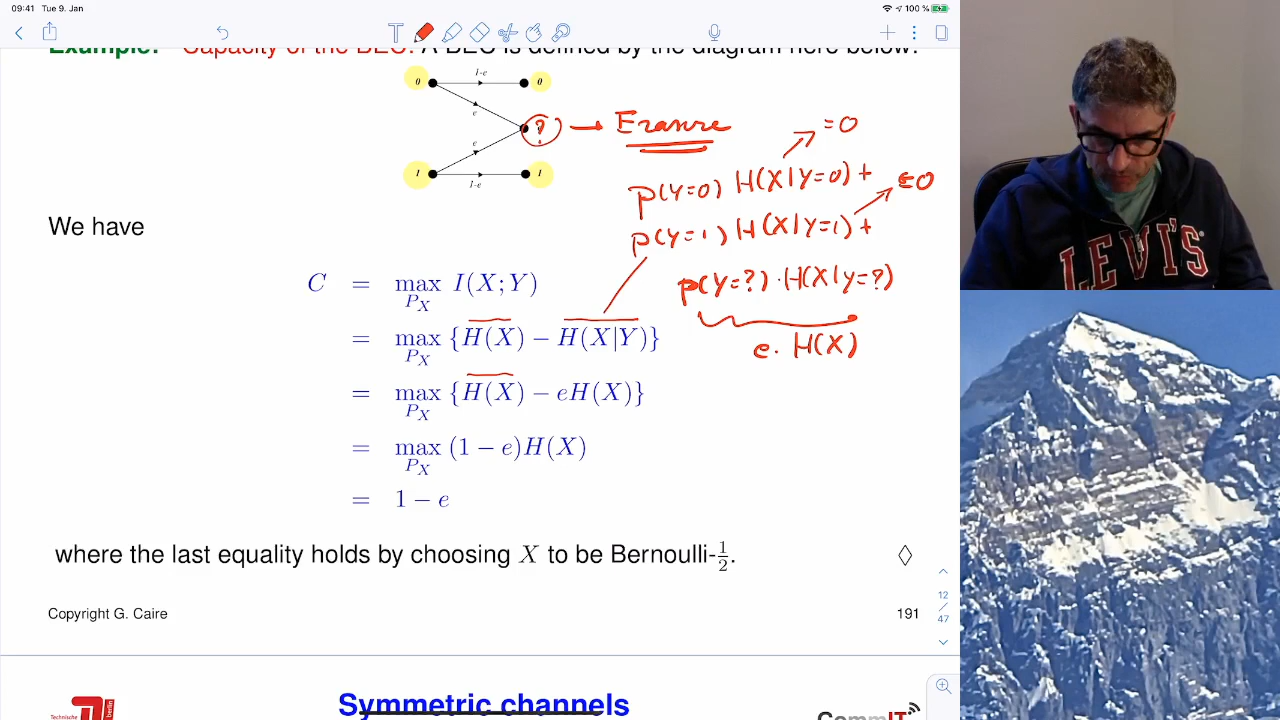 09:41 Tue 9. Jan
100 %
Example: Capacity of the BEC. A BEC is defined by the diagram here below.
0 1-e 0
e
? → Erasure
e
1 1-e 1
=0
p(Y=0) H(X|Y=0) +
=0
p(Y=1) H(X|Y=1) +
p(Y=?) · H(X|Y=?)
e · H(X)
We have
C = max_{P_X} I(X;Y)
= max_{P_X} {H(X) − H(X|Y)}
= max_{P_X} {H(X) − eH(X)}
= max_{P_X} (1 − e)H(X)
= 1 − e
where the last equality holds by choosing X to be Bernoulli-1/2. ◊
Copyright G. Caire
191
12
/
47
Symmetric channels
Technische
berlin
CommIT
LEVI'S